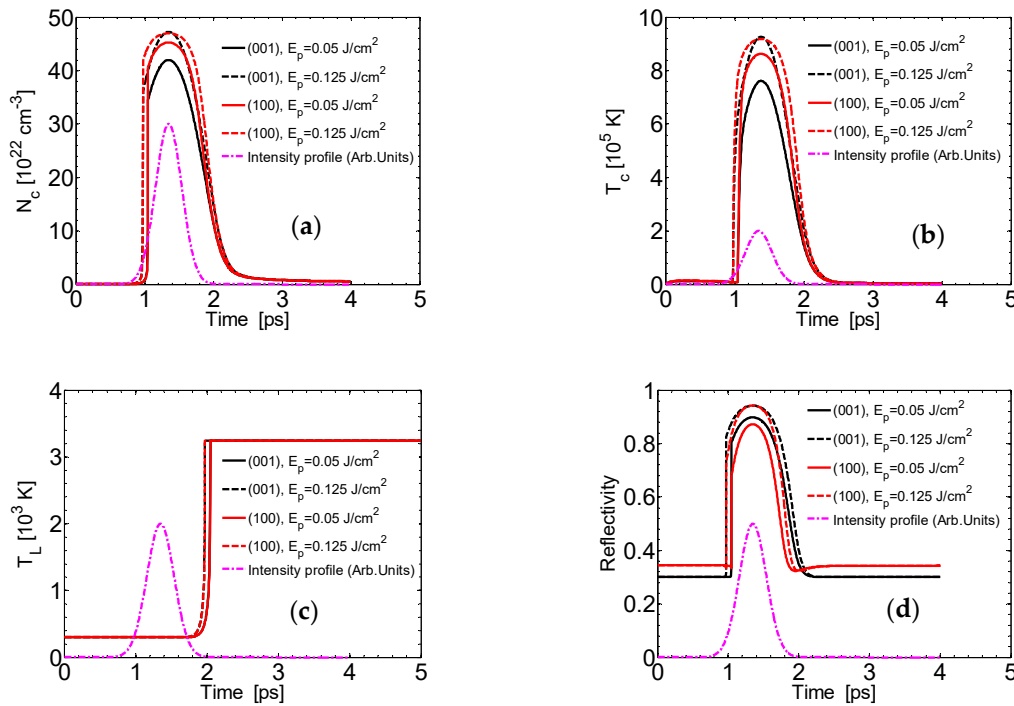 50
40
30
20
10
0
N_c [10^22 cm^-3]
(001), E_p=0.05 J/cm^2
(001), E_p=0.125 J/cm^2
(100), E_p=0.05 J/cm^2
(100), E_p=0.125 J/cm^2
Intensity profile (Arb.Units)
(a)
0 1 2 3 4 5
Time [ps]
10
8
6
4
2
0
T_c [10^5 K]
(001), E_p=0.05 J/cm^2
(001), E_p=0.125 J/cm^2
(100), E_p=0.05 J/cm^2
(100), E_p=0.125 J/cm^2
Intensity profile (Arb.Units)
(b)
0 1 2 3 4 5
Time [ps]
4
3
2
1
0
T_L [10^3 K]
(001), E_p=0.05 J/cm^2
(001), E_p=0.125 J/cm^2
(100), E_p=0.05 J/cm^2
(100), E_p=0.125 J/cm^2
Intensity profile (Arb.Units)
(c)
0 1 2 3 4 5
Time [ps]
1
0.8
0.6
0.4
0.2
0
Reflectivity
(001), E_p=0.05 J/cm^2
(001), E_p=0.125 J/cm^2
(100), E_p=0.05 J/cm^2
(100), E_p=0.125 J/cm^2
Intensity profile (Arb.Units)
(d)
0 1 2 3 4 5
Time [ps]